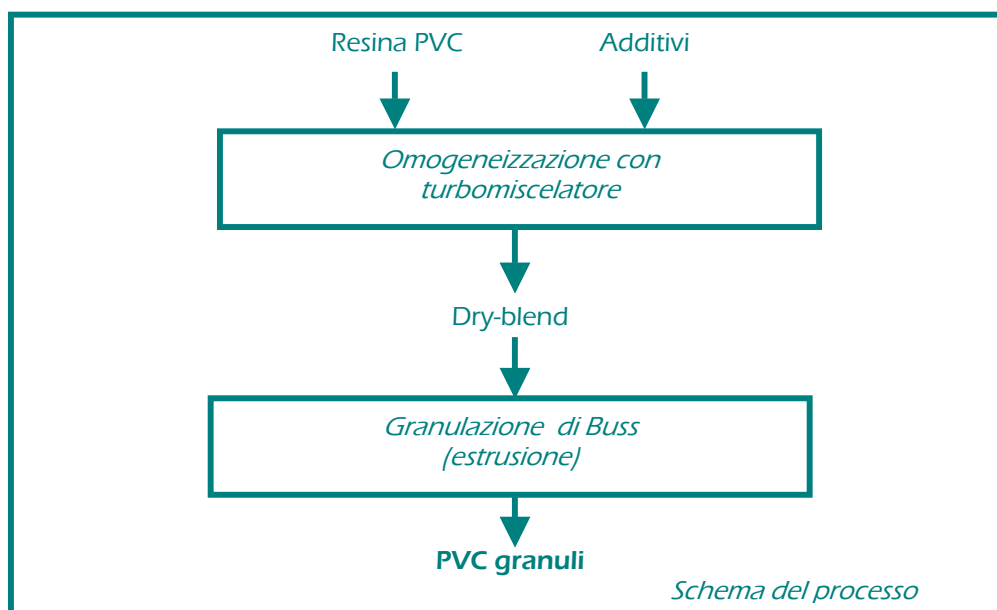 Resina PVC Additivi
Omogeneizzazione con
turbomiscelatore
Dry-blend
Granulazione di Buss
(estrusione)
PVC granuli
Schema del processo